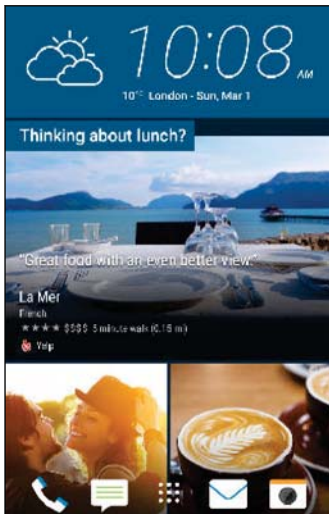 10:08 AM
10°C London - Sun, Mar 1
Thinking about lunch?
"Great food with an even better view."
La Mer
French
★★★★ $$$$ 5 minute walk (0.15 mi)
Yelp